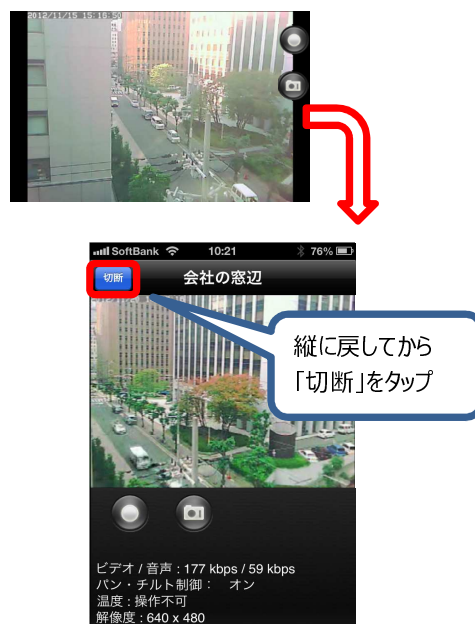 2012/11/15 15:15:50
SoftBank 10:21 76%
切断 会社の窓辺
縦に戻してから
「切断」をタップ
ビデオ / 音声 : 177 kbps / 59 kbps
パン・チルト制御： オン
温度 : 操作不可
解像度 : 640 x 480